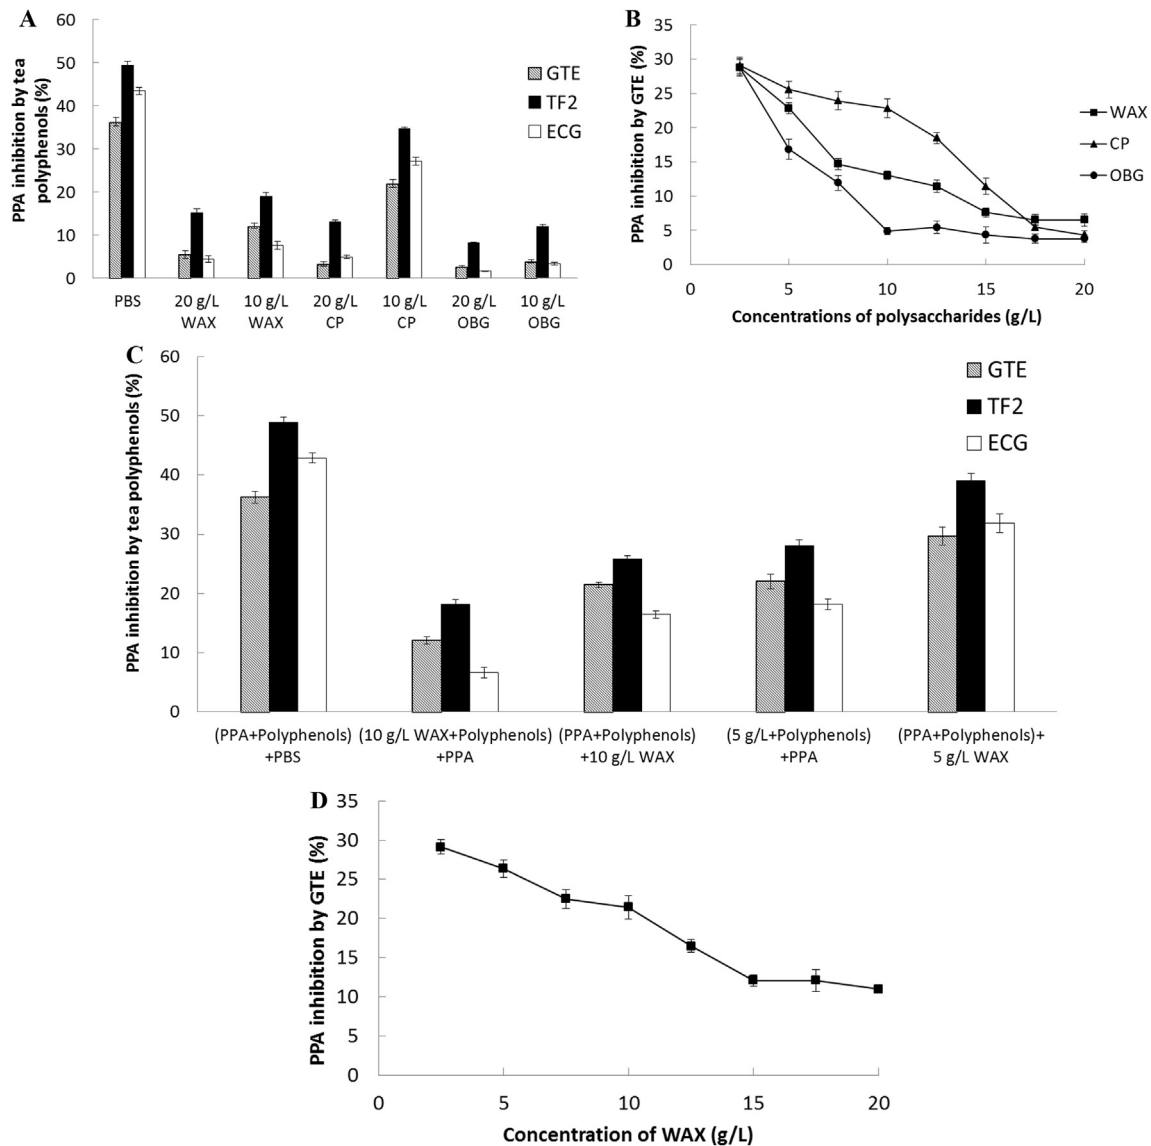 A
PPA inhibition by tea
polyphenols (%)
60
50
40
30
20
10
0
GTE
TF2
ECG
PBS
20 g/L
WAX
10 g/L
WAX
20 g/L
CP
10 g/L
CP
20 g/L
OBG
10 g/L
OBG
B
PPA inhibition by GTE (%)
35
30
25
20
15
10
5
0
0
5
10
15
20
Concentrations of polysaccharides (g/L)
WAX
CP
OBG
C
PPA inhibition by tea polyphenols (%)
60
50
40
30
20
10
0
GTE
TF2
ECG
(PPA+Polyphenols)
+PBS
(10 g/L WAX+Polyphenols)
+PPA
(PPA+Polyphenols)
+10 g/L WAX
(5 g/L+Polyphenols)
+PPA
(PPA+Polyphenols)+
5 g/L WAX
D
PPA inhibition by GTE (%)
35
30
25
20
15
10
5
0
0
5
10
15
20
Concentration of WAX (g/L)